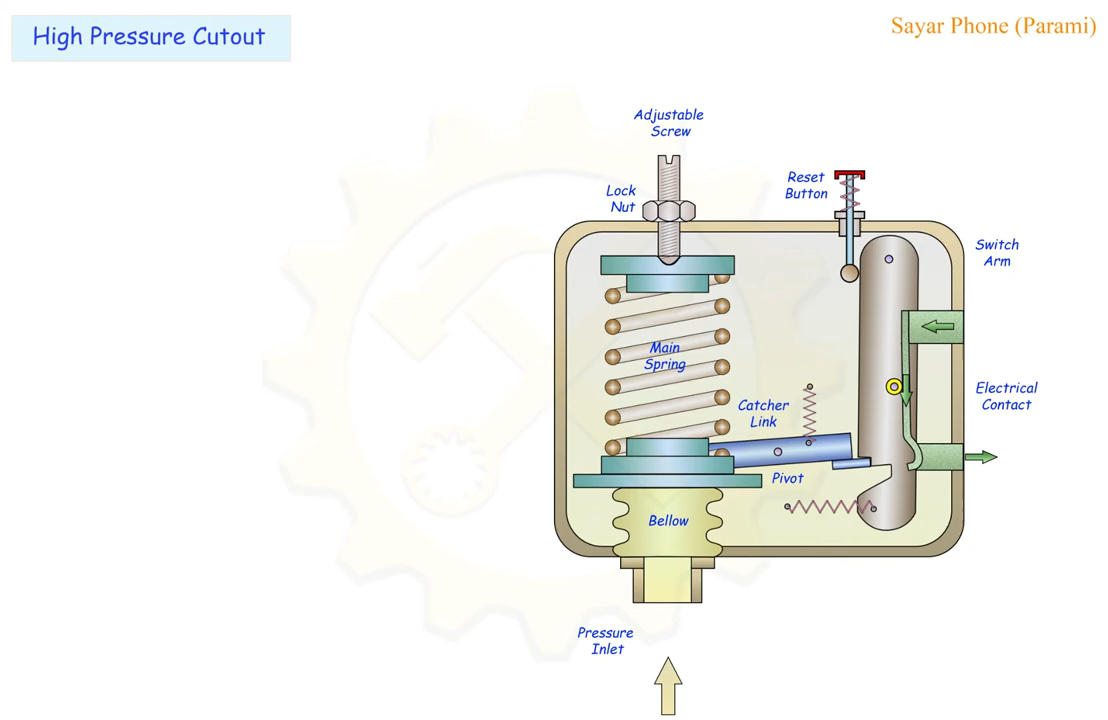 High Pressure Cutout
Sayar Phone (Parami)
Adjustable
Screw
Lock
Nut
Reset
Button
Switch
Arm
Main
Spring
Catcher
Link
Electrical
Contact
Pivot
Bellow
Pressure
Inlet